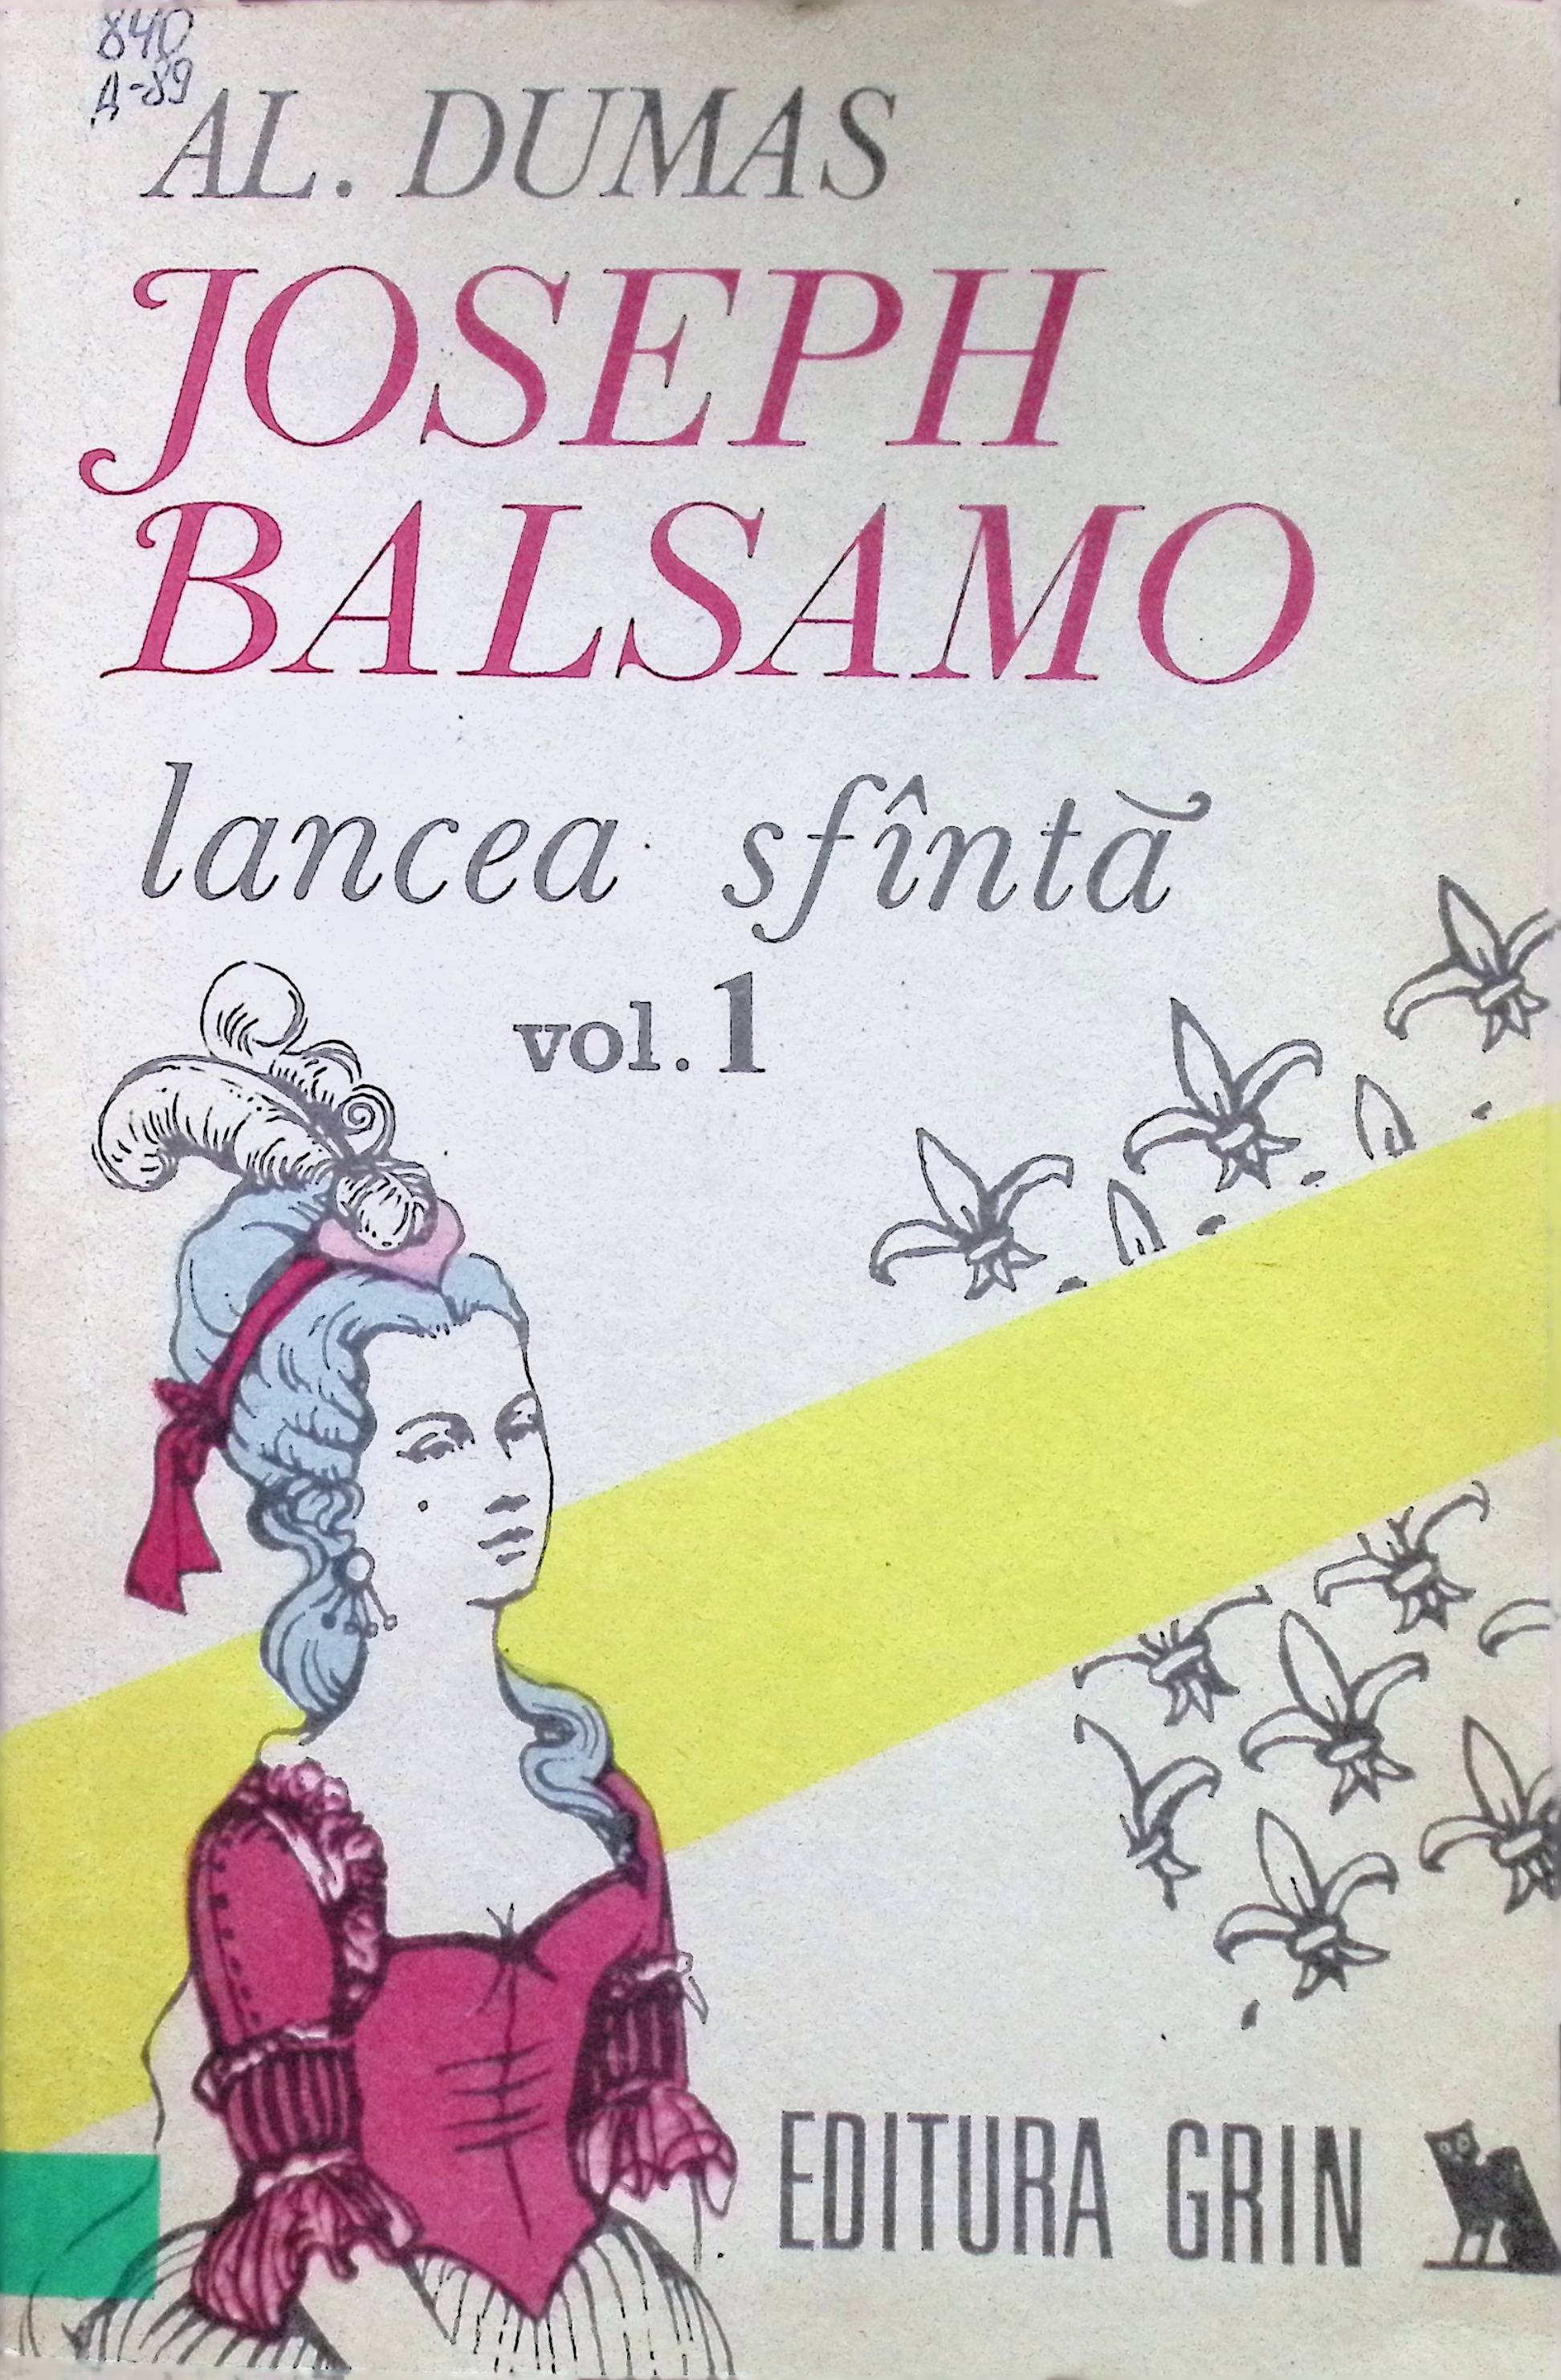 840
Д-89
AL. DUMAS
JOSEPH
BALSAMO
lancea sfîntă
vol. 1
EDITURA GRIN